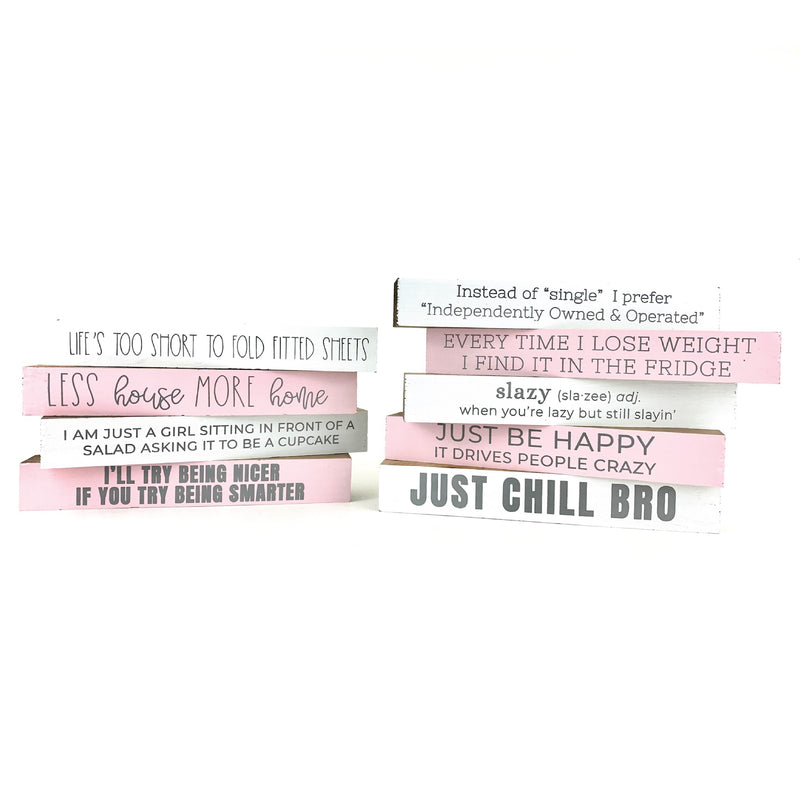 LIFE'S TOO SHORT TO FOLD FITTED SHEETS
LESS house MORE home
I AM JUST A GIRL SITTING IN FRONT OF A
SALAD ASKING IT TO BE A CUPCAKE
I'LL TRY BEING NICER
IF YOU TRY BEING SMARTER
Instead of “single” I prefer
“Independently Owned & Operated”
EVERY TIME I LOSE WEIGHT
I FIND IT IN THE FRIDGE
slazy (sla·zee) adj.
when you're lazy but still slayin'
JUST BE HAPPY
IT DRIVES PEOPLE CRAZY
JUST CHILL BRO